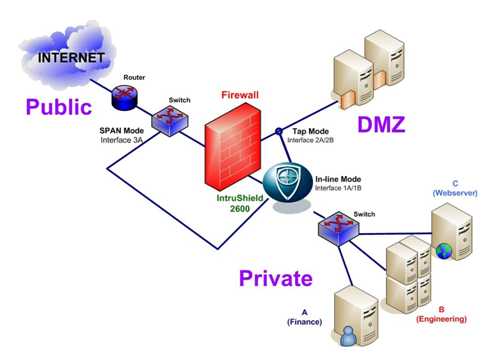 INTERNET
Router
Public
Switch
SPAN Mode
Interface 3A
Firewall
Tap Mode
Interface 2A/2B
DMZ
In-line Mode
Interface 1A/1B
IntruShield
2600
Switch
C
(Webserver)
Private
A
(Finance)
B
(Engineering)